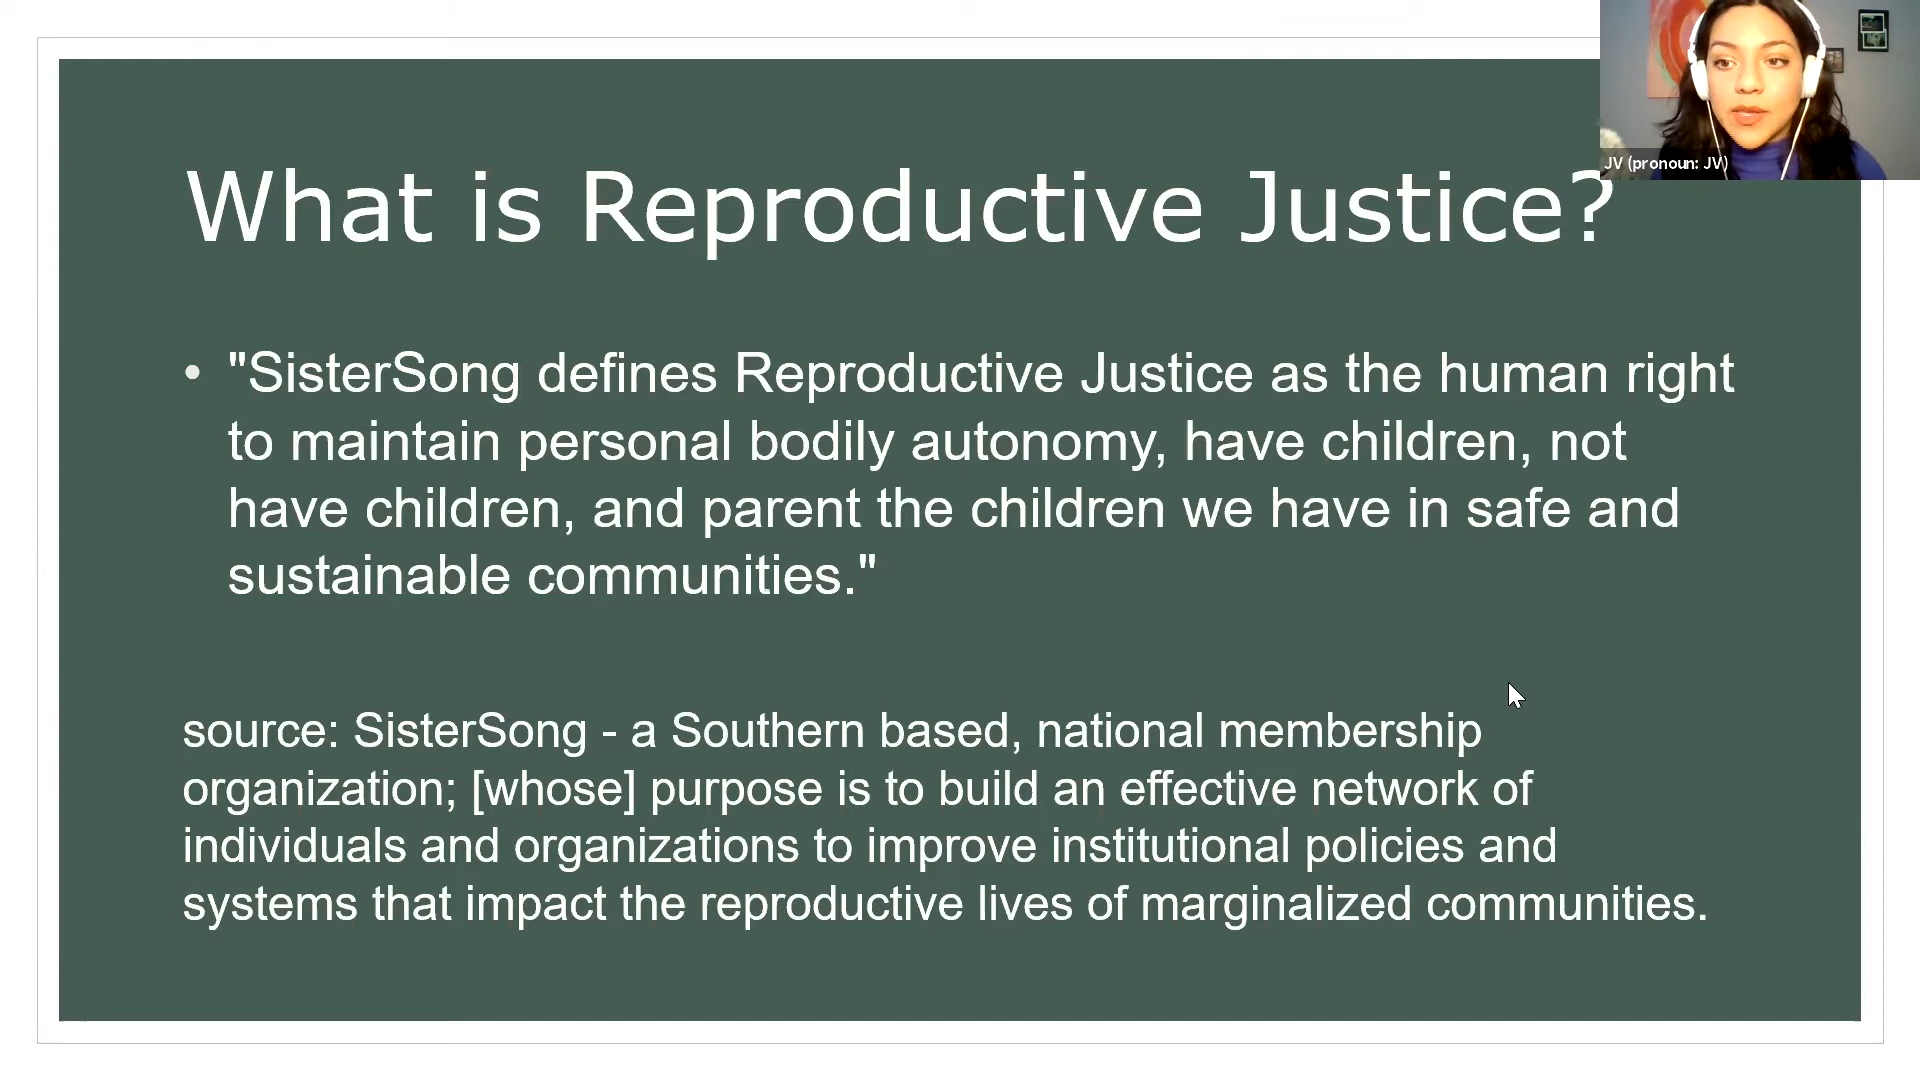 What is Reproductive Justice?
JV (pronoun: JV)
• "SisterSong defines Reproductive Justice as the human right
to maintain personal bodily autonomy, have children, not
have children, and parent the children we have in safe and
sustainable communities."
source: SisterSong - a Southern based, national membership
organization; [whose] purpose is to build an effective network of
individuals and organizations to improve institutional policies and
systems that impact the reproductive lives of marginalized communities.